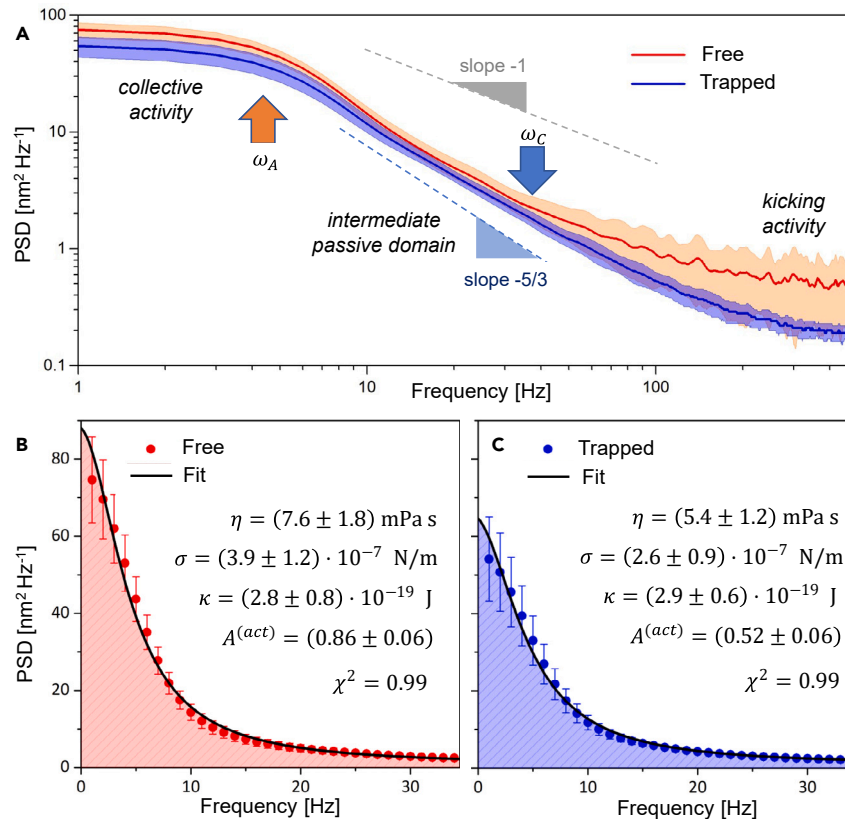 A
100
10
1
0.1
PSD [nm² Hz⁻¹]
collective
activity
ω_A
slope -1
Free
Trapped
ω_C
intermediate
passive domain
slope -5/3
kicking
activity
1
10
100
Frequency [Hz]
B
80
60
40
20
0
PSD [nm² Hz⁻¹]
Free
Fit
η = (7.6 ± 1.8) mPa s
σ = (3.9 ± 1.2) · 10⁻⁷ N/m
κ = (2.8 ± 0.8) · 10⁻¹⁹ J
A⁽ᵃᶜᵗ⁾ = (0.86 ± 0.06)
χ² = 0.99
0
10
20
30
Frequency [Hz]
C
Trapped
Fit
η = (5.4 ± 1.2) mPa s
σ = (2.6 ± 0.9) · 10⁻⁷ N/m
κ = (2.9 ± 0.6) · 10⁻¹⁹ J
A⁽ᵃᶜᵗ⁾ = (0.52 ± 0.06)
χ² = 0.99
0
10
20
30
Frequency [Hz]